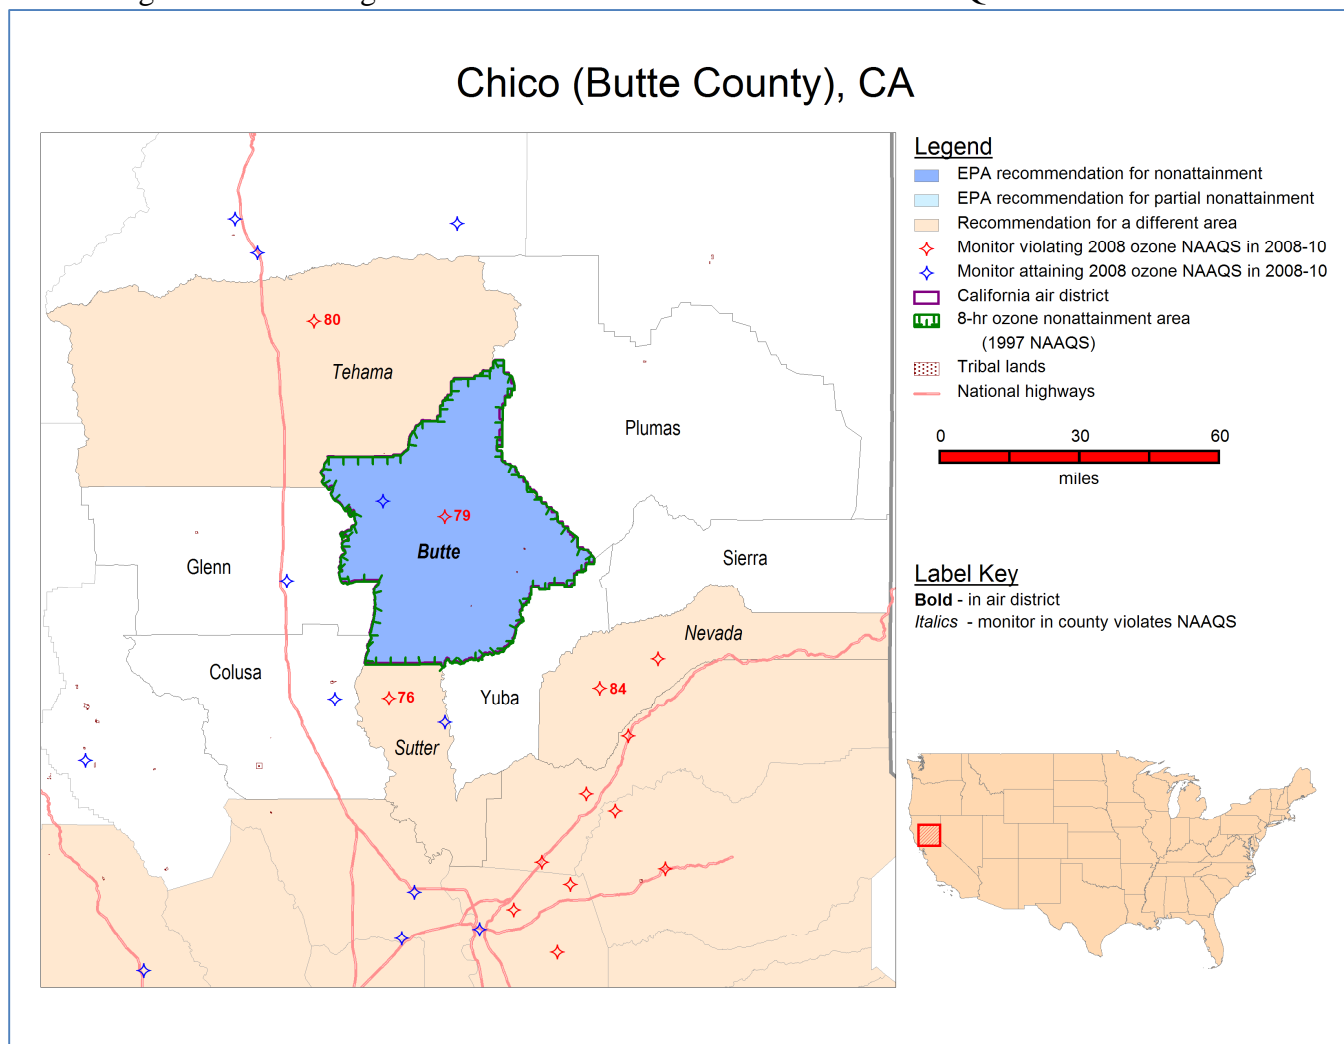 Chico (Butte County), CA
Legend
EPA recommendation for nonattainment
EPA recommendation for partial nonattainment
Recommendation for a different area
Monitor violating 2008 ozone NAAQS in 2008-10
Monitor attaining 2008 ozone NAAQS in 2008-10
California air district
8-hr ozone nonattainment area
(1997 NAAQS)
Tribal lands
National highways
0 30 60
miles
Label Key
Bold - in air district
Italics - monitor in county violates NAAQS
80
Tehama
Plumas
79
Butte
Glenn
Sierra
Nevada
Colusa
84
76
Yuba
Sutter